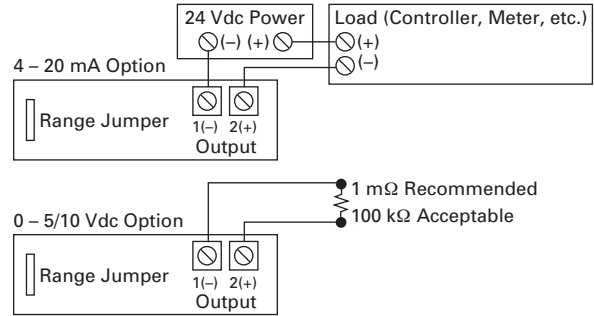 24 Vdc Power
Load (Controller, Meter, etc.)
(–) (+)
(+)
(–)
4 – 20 mA Option
Range Jumper
1(–) 2(+)
Output
1 mΩ Recommended
100 kΩ Acceptable
0 – 5/10 Vdc Option
Range Jumper
1(–) 2(+)
Output